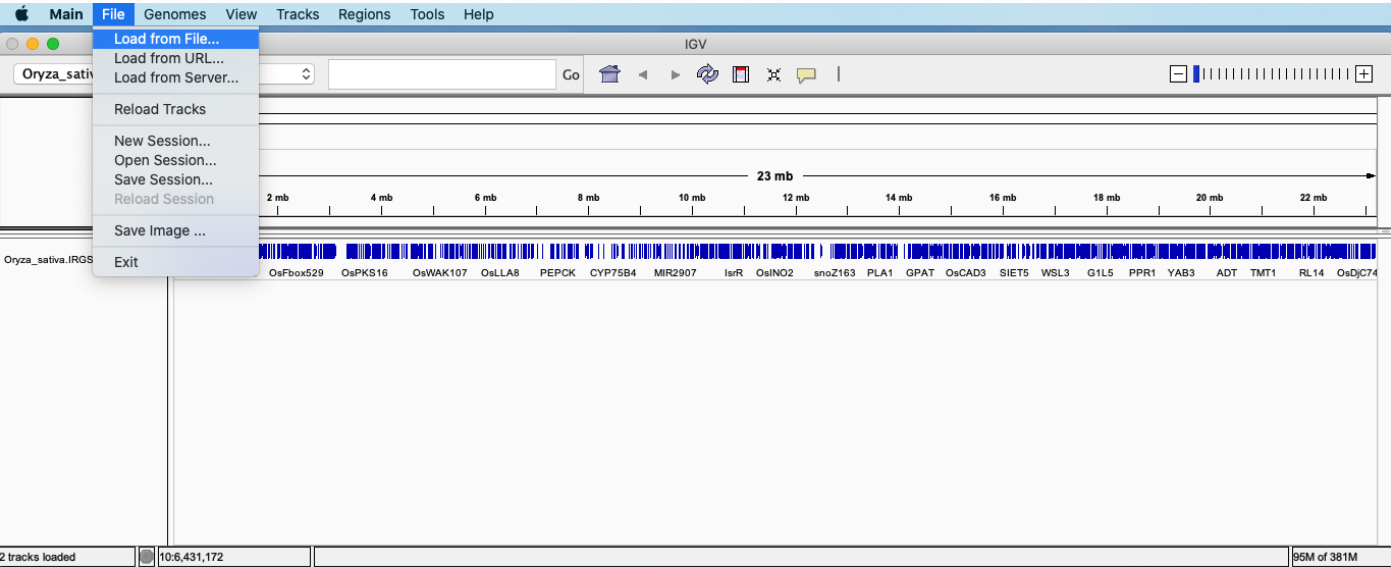 Main File Genomes View Tracks Regions Tools Help
IGV
Oryza_sativ
Go
Load from File...
Load from URL...
Load from Server...
Reload Tracks
New Session...
Open Session...
Save Session...
Reload Session
Save Image ...
Exit
23 mb
2 mb 4 mb 6 mb 8 mb 10 mb 12 mb 14 mb 16 mb 18 mb 20 mb 22 mb
Oryza_sativa.IRGS
OsFbox529 OsPKS16 OsWAK107 OsLLA8 PEPCK CYP75B4 MIR2907 IsrR OsINO2 snoZ163 PLA1 GPAT OsCAD3 SIET5 WSL3 G1L5 PPR1 YAB3 ADT TMT1 RL14 OsDjC74
2 tracks loaded 10:6,431,172 95M of 381M